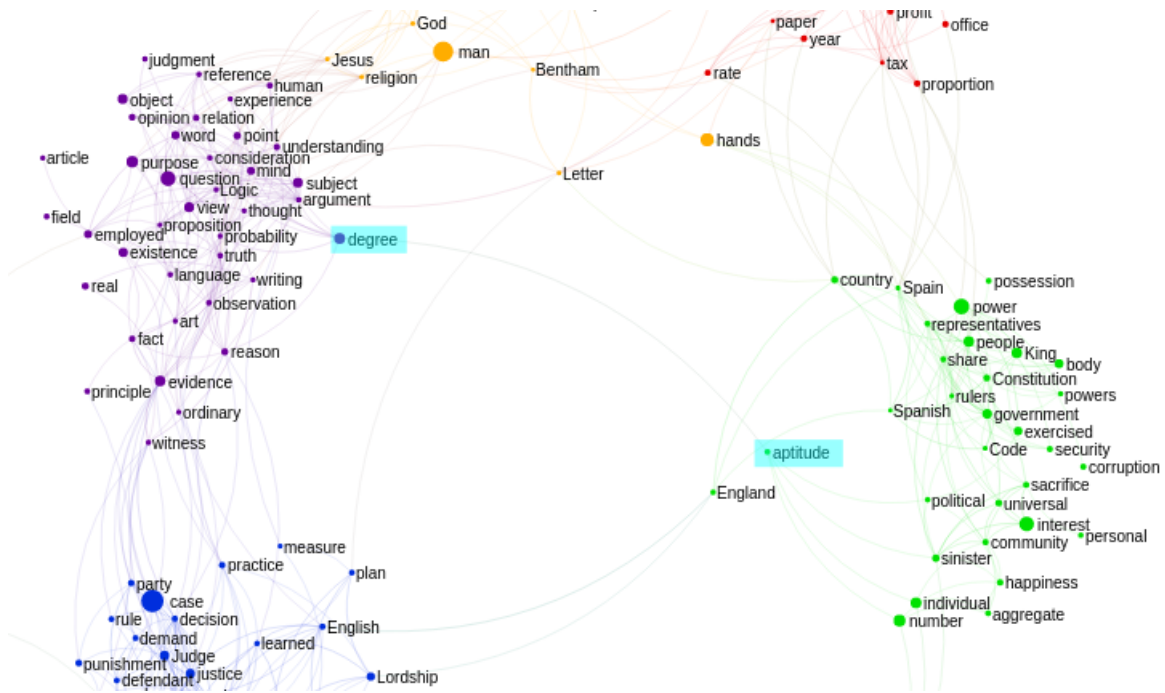 God
man
Jesus
religion
Bentham
paper
year
profit
office
tax
rate
proportion
hands
Letter
judgment
reference
human
object
experience
opinion
relation
word
point
understanding
article
purpose
consideration
question
mind
Logic
subject
argument
view
thought
field
proposition
employed
probability
degree
existence
truth
language
writing
real
observation
art
fact
reason
evidence
principle
ordinary
witness
country
Spain
possession
power
representatives
people
King
share
body
Constitution
rulers
powers
Spanish
government
exercised
Code
security
aptitude
corruption
England
sacrifice
political
universal
interest
personal
community
sinister
happiness
individual
aggregate
number
measure
practice
plan
party
case
rule
decision
English
demand
learned
Judge
punishment
justice
defendant
Lordship